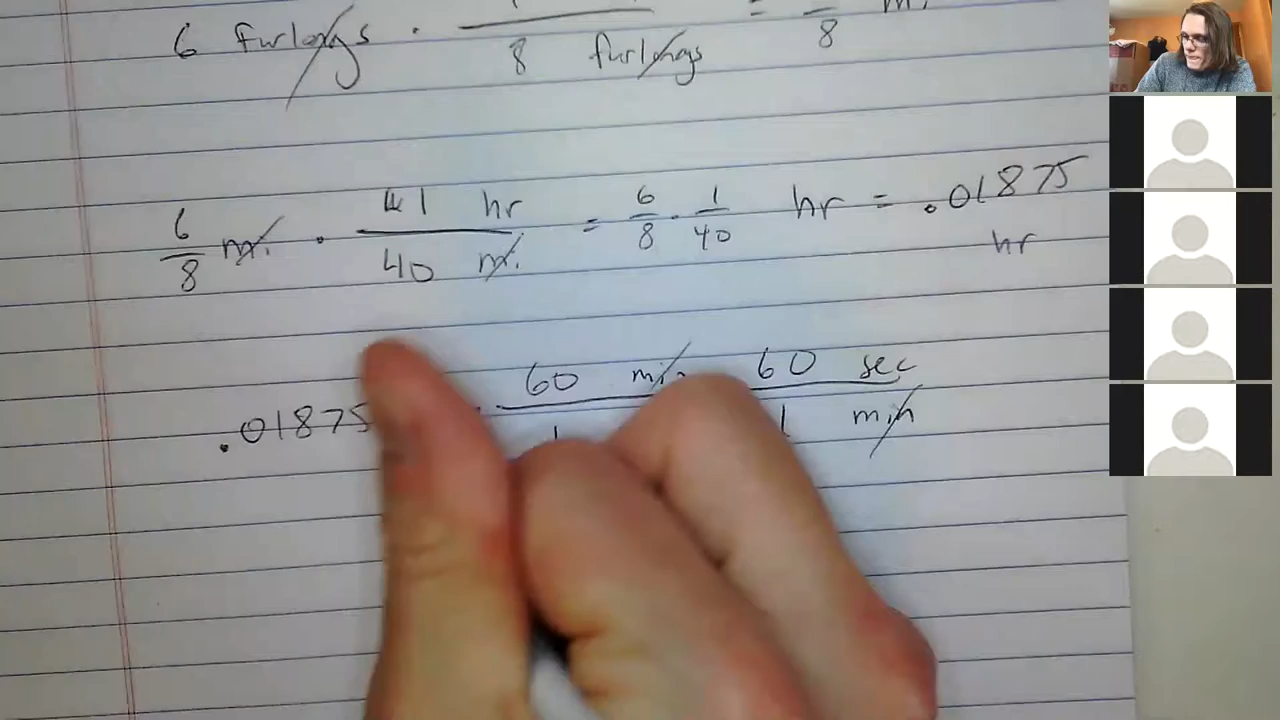 6 furlongs · 8 furlongs = 8 mi
6/8 mi. · 41 hr / 40 mi. = 6/8 · 1/40 hr = .01875 hr
.01875 · 60 min / 1 60 sec / 1 min